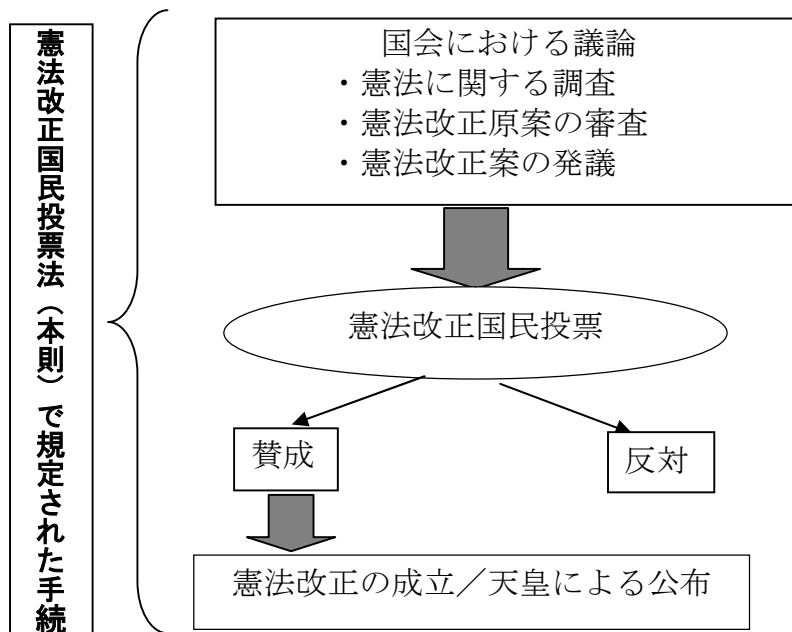 憲法改正国民投票法（本則）で規定された手続
国会における議論
・憲法に関する調査
・憲法改正原案の審査
・憲法改正案の発議
憲法改正国民投票
賛成
反対
憲法改正の成立／天皇による公布